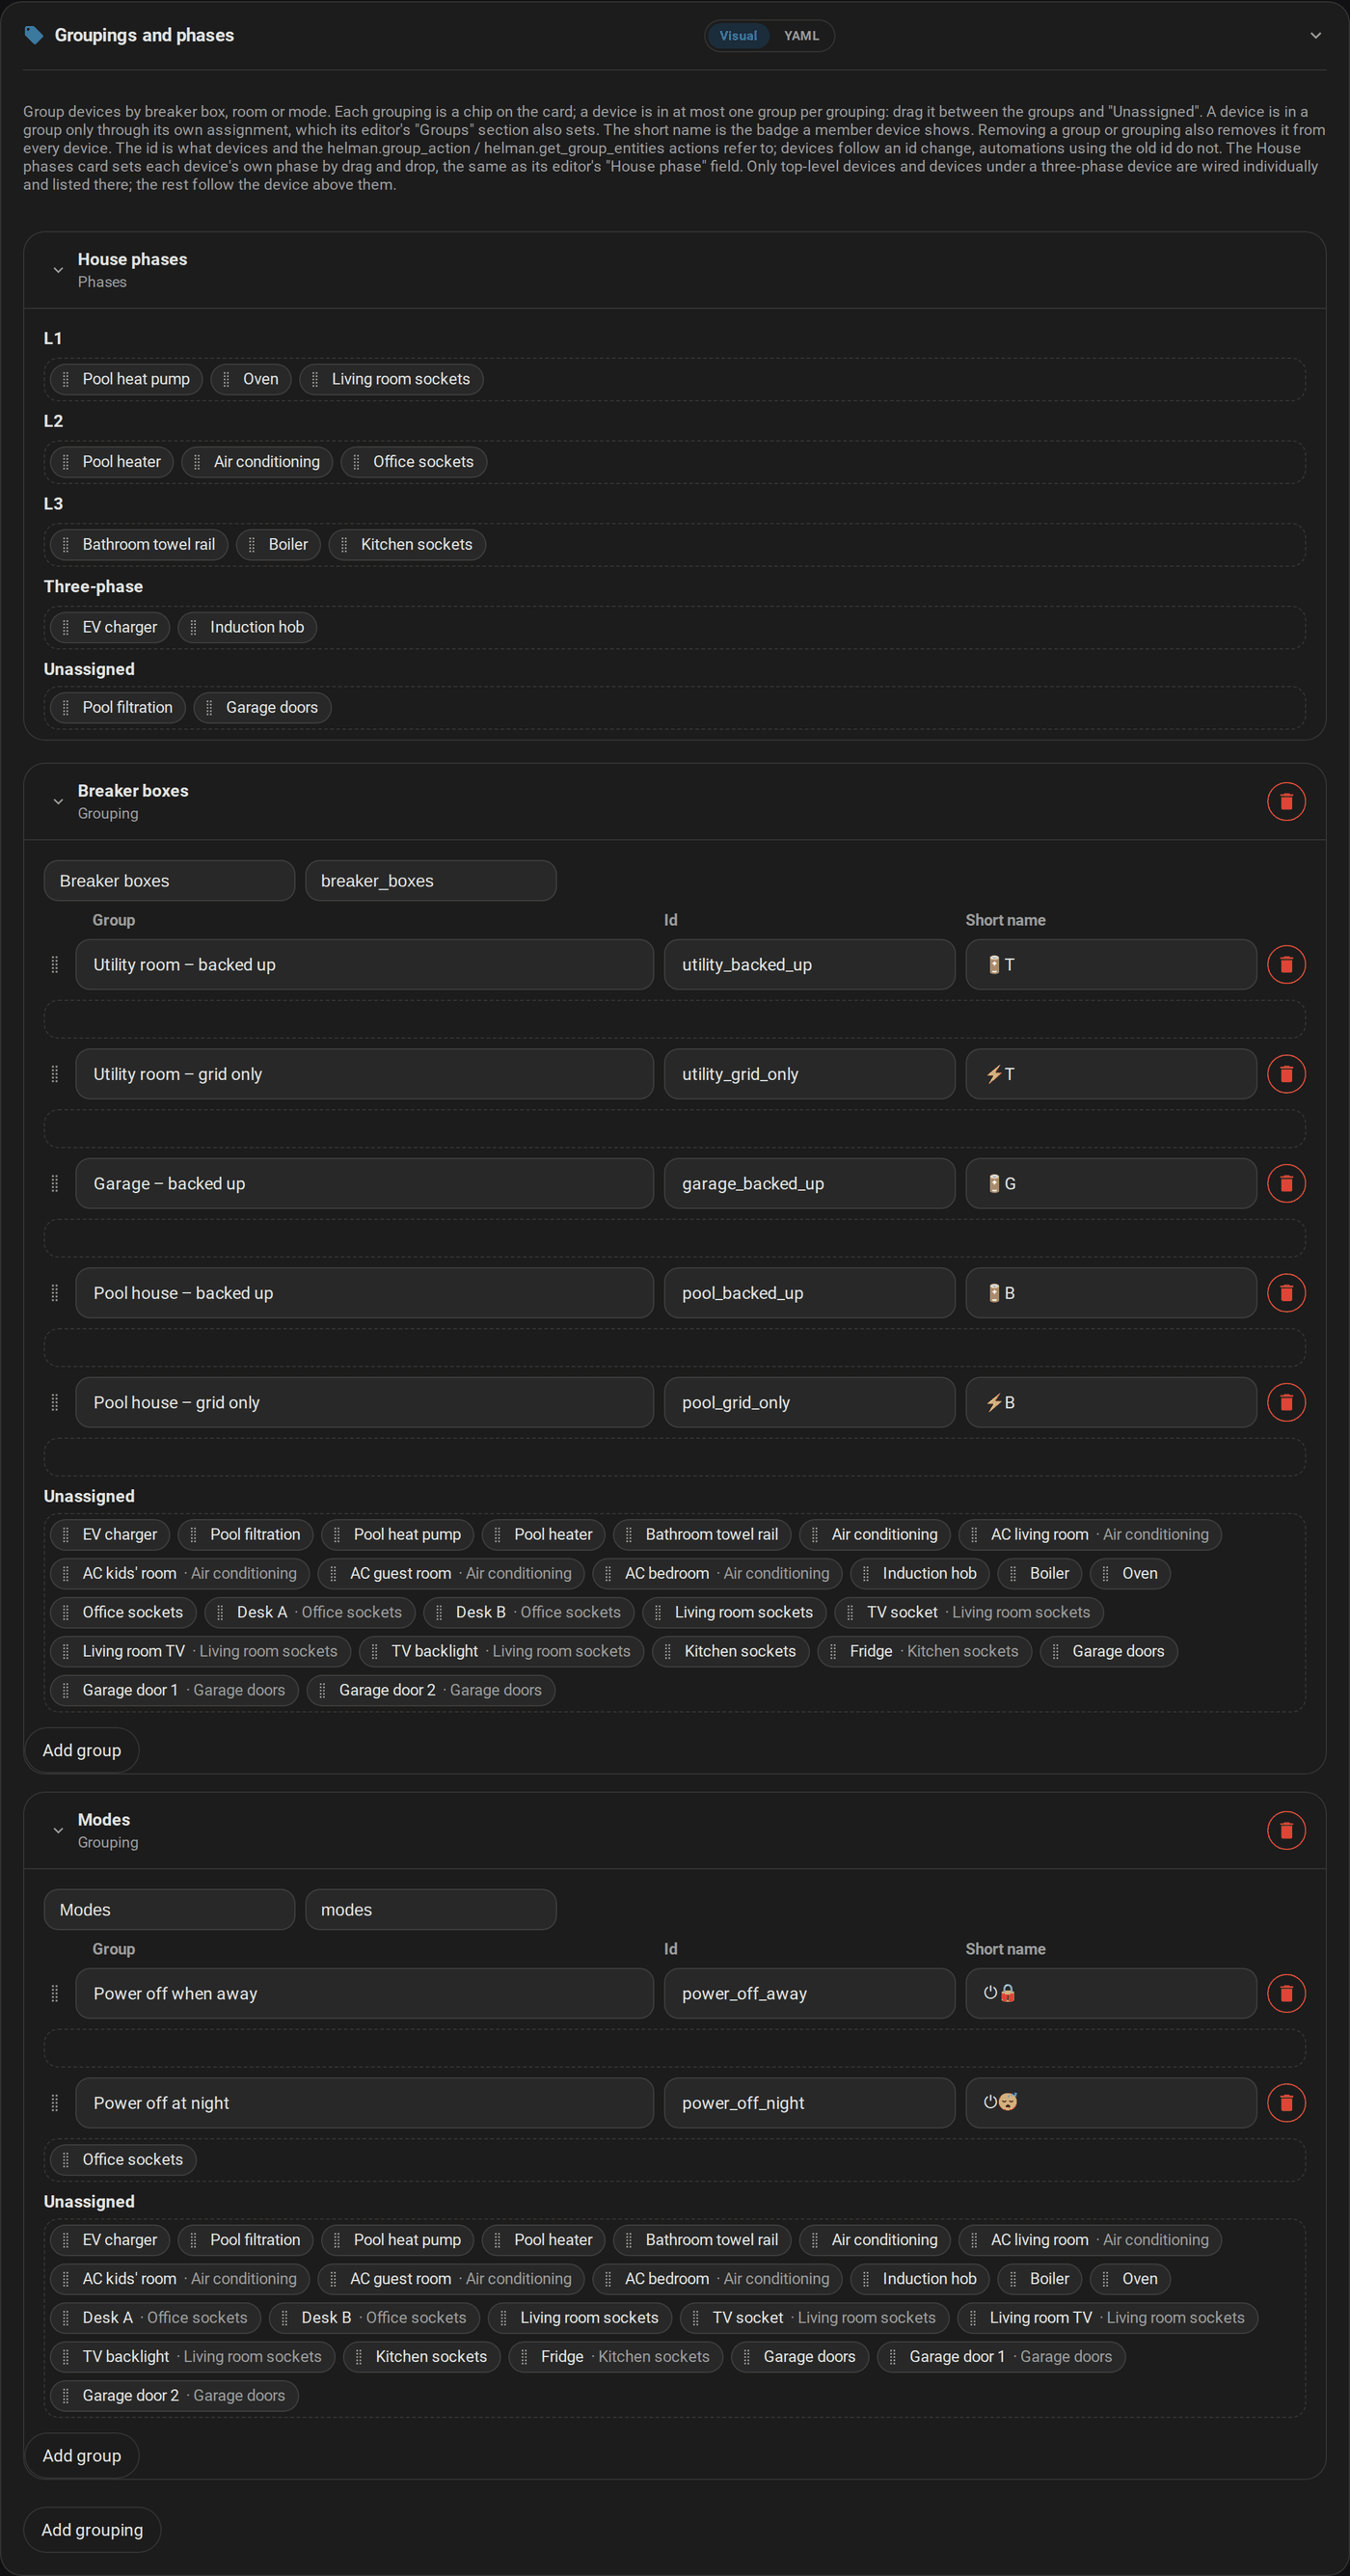 Groupings and phases
Visual YAML
Group devices by breaker box, room or mode. Each grouping is a chip on the card; a device is in at most one group per grouping: drag it between the groups and "Unassigned". A device is in a
group only through its own assignment, which its editor's "Groups" section also sets. The short name is the badge a member device shows. Removing a group or grouping also removes it from
every device. The id is what devices and the helman.group_action / helman.get_group_entities actions refer to; devices follow an id change, automations using the old id do not. The House
phases card sets each device's own phase by drag and drop, the same as its editor's "House phase" field. Only top-level devices and devices under a three-phase device are wired individually
and listed there; the rest follow the device above them.
House phases
Phases
L1
Pool heat pump Oven Living room sockets
L2
Pool heater Air conditioning Office sockets
L3
Bathroom towel rail Boiler Kitchen sockets
Three-phase
EV charger Induction hob
Unassigned
Pool filtration Garage doors
Breaker boxes
Grouping
Breaker boxes breaker_boxes
Group Id Short name
Utility room – backed up utility_backed_up 🔋T
Utility room – grid only utility_grid_only ⚡T
Garage – backed up garage_backed_up 🔋G
Pool house – backed up pool_backed_up 🔋B
Pool house – grid only pool_grid_only ⚡B
Unassigned
EV charger Pool filtration Pool heat pump Pool heater Bathroom towel rail Air conditioning AC living room · Air conditioning
AC kids' room · Air conditioning AC guest room · Air conditioning AC bedroom · Air conditioning Induction hob Boiler Oven
Office sockets Desk A · Office sockets Desk B · Office sockets Living room sockets TV socket · Living room sockets
Living room TV · Living room sockets TV backlight · Living room sockets Kitchen sockets Fridge · Kitchen sockets Garage doors
Garage door 1 · Garage doors Garage door 2 · Garage doors
Add group
Modes
Grouping
Modes modes
Group Id Short name
Power off when away power_off_away ⏻🔒
Power off at night power_off_night ⏻😴
Office sockets
Unassigned
EV charger Pool filtration Pool heat pump Pool heater Bathroom towel rail Air conditioning AC living room · Air conditioning
AC kids' room · Air conditioning AC guest room · Air conditioning AC bedroom · Air conditioning Induction hob Boiler Oven
Desk A · Office sockets Desk B · Office sockets Living room sockets TV socket · Living room sockets Living room TV · Living room sockets
TV backlight · Living room sockets Kitchen sockets Fridge · Kitchen sockets Garage doors Garage door 1 · Garage doors
Garage door 2 · Garage doors
Add group
Add grouping